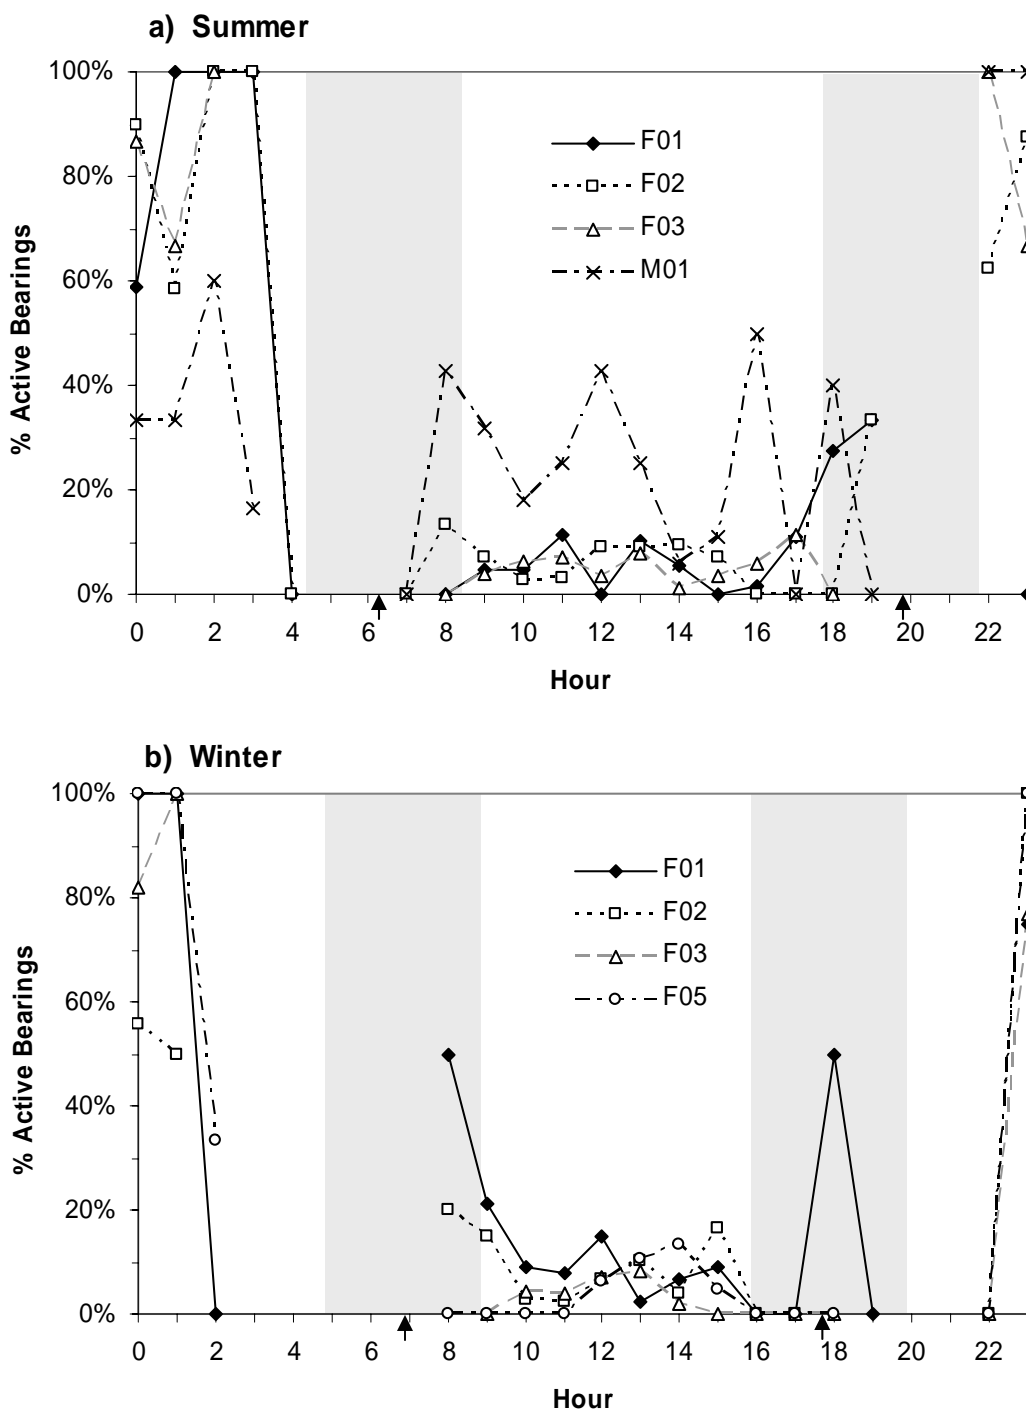 a) Summer
100%
80%
60%
40%
20%
0%
% Active Bearings
F01
F02
F03
M01
0 2 4 6 8 10 12 14 16 18 20 22
Hour
b) Winter
100%
80%
60%
40%
20%
0%
% Active Bearings
F01
F02
F03
F05
0 2 4 6 8 10 12 14 16 18 20 22
Hour